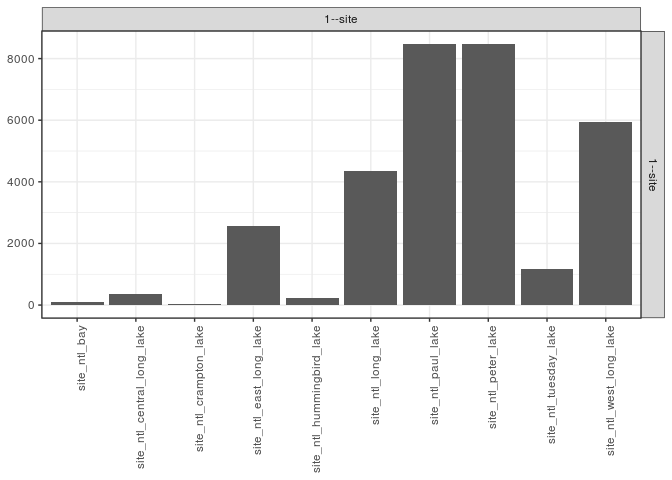 1--site
8000
6000
4000
2000
0
1--site
site_ntl_bay
site_ntl_central_long_lake
site_ntl_crampton_lake
site_ntl_east_long_lake
site_ntl_hummingbird_lake
site_ntl_long_lake
site_ntl_paul_lake
site_ntl_peter_lake
site_ntl_tuesday_lake
site_ntl_west_long_lake